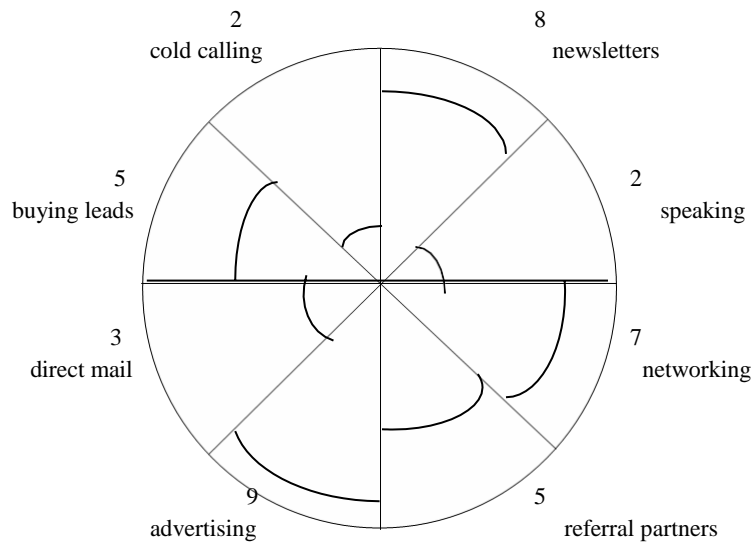 2
cold calling
8
newsletters
5
buying leads
2
speaking
3
direct mail
7
networking
9
advertising
5
referral partners